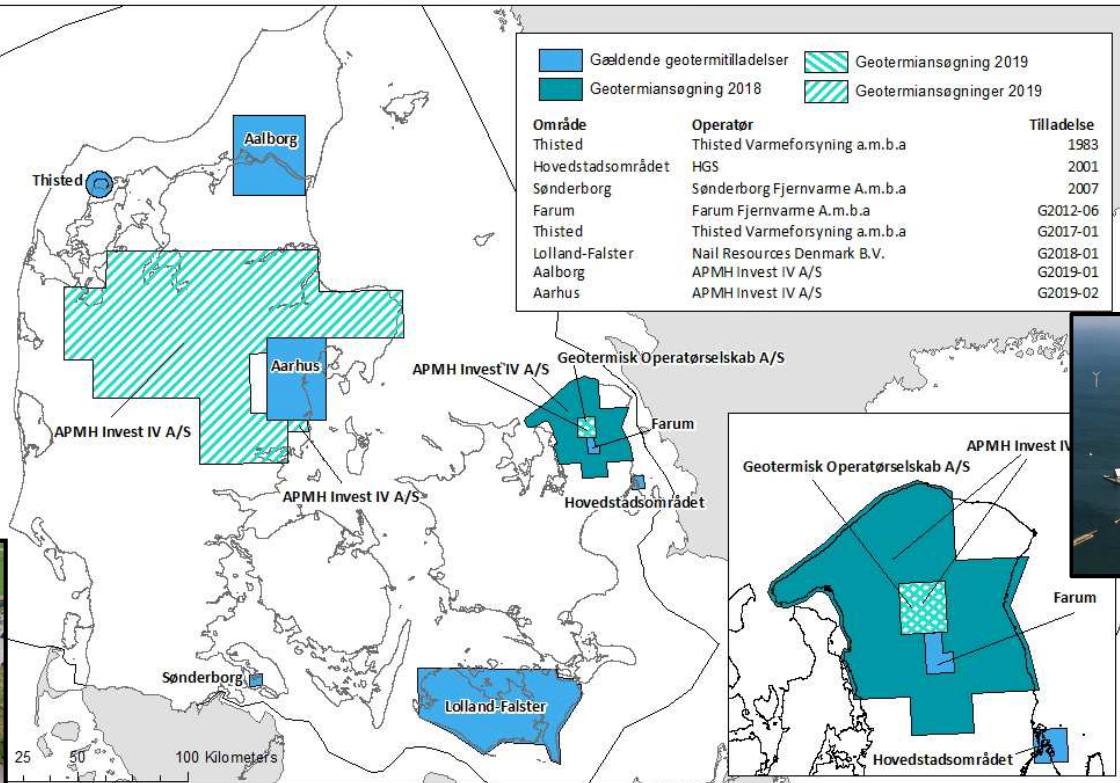 Gældende geotermitilladelser
Geotermiansøgning 2018
Geotermiansøgning 2019
Geotermiansøgninger 2019
Område Operatør Tilladelse
Thisted Thisted Varmeforsyning a.m.b.a 1983
Hovedstadsområdet HGS 2001
Sønderborg Sønderborg Fjernvarme A.m.b.a 2007
Farum Farum Fjernvarme A.m.b.a G2012-06
Thisted Thisted Varmeforsyning a.m.b.a G2017-01
Lolland-Falster Nail Resources Denmark B.V. G2018-01
Aalborg APMH Invest IV A/S G2019-01
Aarhus APMH Invest IV A/S G2019-02
Aalborg
Thisted
Aarhus
APMH Invest IV A/S
APMH Invest IV A/S
Geotermisk Operatørselskab A/S
APMH Invest IV A/S
Farum
Hovedstadsområdet
Sønderborg
Lolland-Falster
25 50 100 Kilometers
APMH Invest IV
Geotermisk Operatørselskab A/S
Farum
Hovedstadsområdet